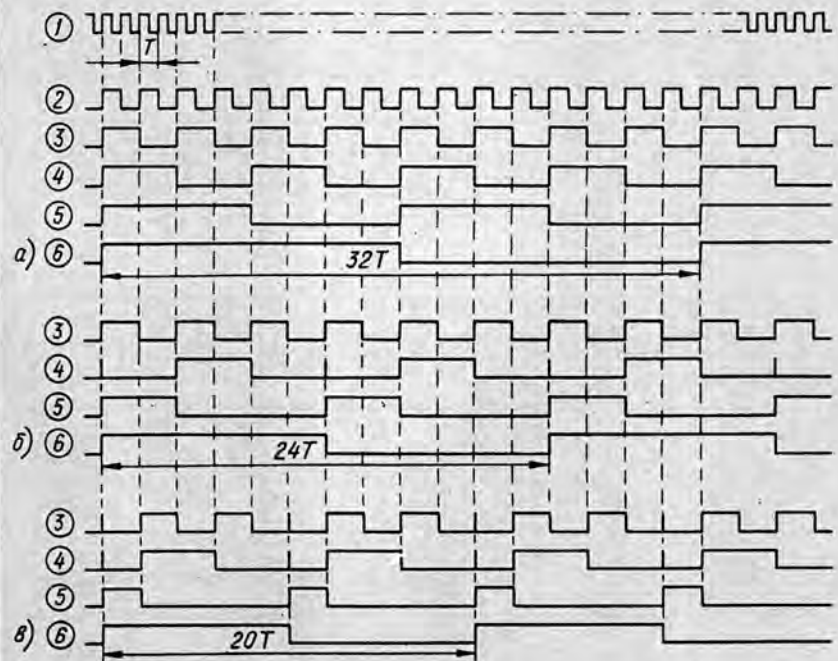 ①
T
②
③
④
⑤
а) ⑥
32T
③
④
⑤
б) ⑥
24T
③
④
⑤
в) ⑥
20T